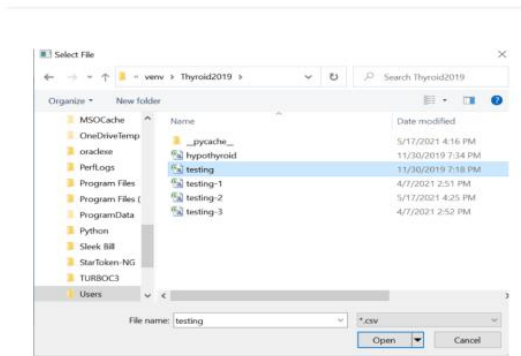 Select File
« venv > Thyroid2019 >
Search Thyroid2019
Organize
New folder
MSOCache
OneDriveTemp
oraclexe
PerfLogs
Program Files
Program Files (
ProgramData
Python
Sleek Bill
StarToken-NG
TURBOC3
Users
Name
Date modified
__pycache__
5/17/2021 4:16 PM
hypothyroid
11/30/2019 7:34 PM
testing
11/30/2019 7:18 PM
testing-1
4/7/2021 2:51 PM
testing-2
5/17/2021 4:25 PM
testing-3
4/7/2021 2:52 PM
File name: testing
*.csv
Open
Cancel